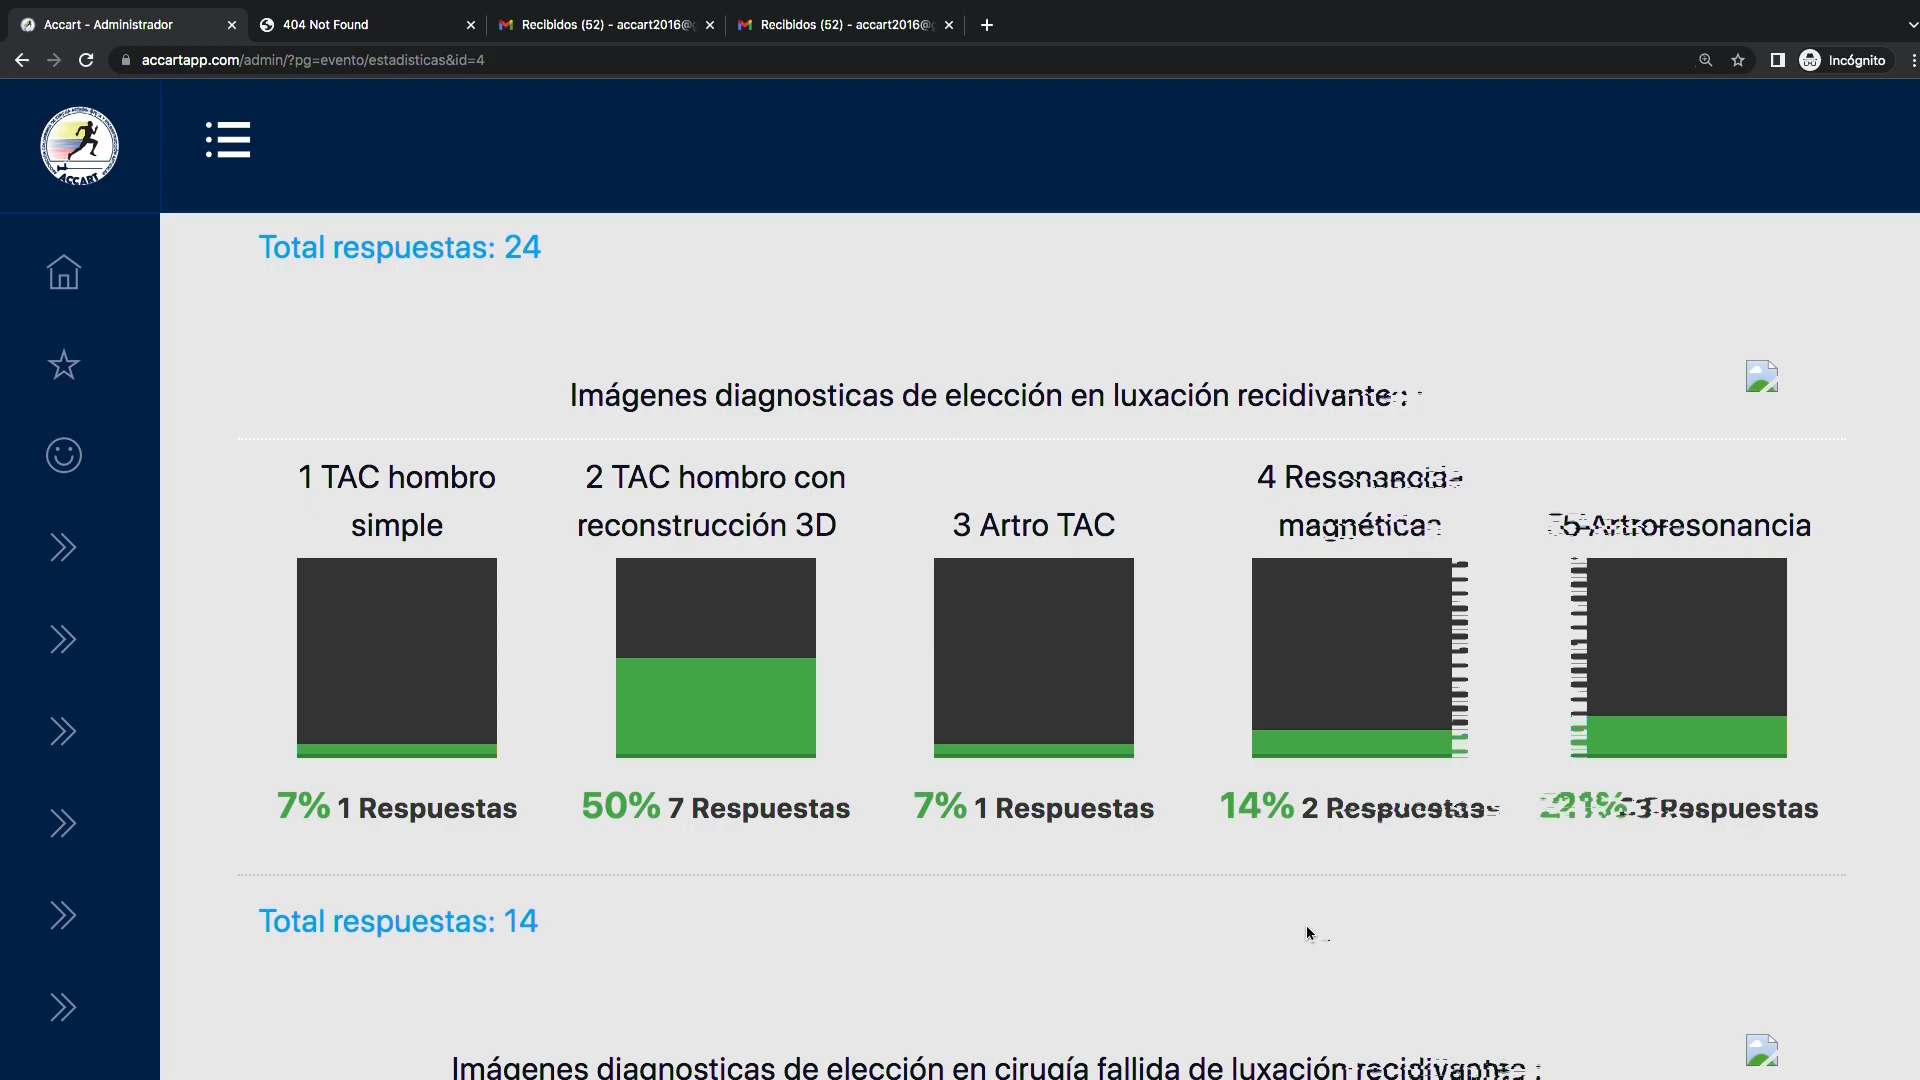 Accart - Administrador
404 Not Found
Recibidos (52) - accart2016@
Recibidos (52) - accart2016@
accartapp.com/admin/?pg=evento/estadisticas&id=4
Incógnito
ACCART
Total respuestas: 24
Imágenes diagnosticas de elección en luxación recidivante :
1 TAC hombro
simple
2 TAC hombro con
reconstrucción 3D
3 Artro TAC
4 Resonancia
magnética
5 Artroresonancia
7% 1 Respuestas
50% 7 Respuestas
7% 1 Respuestas
14% 2 Respuestas
21% 3 Respuestas
Total respuestas: 14
Imágenes diagnosticas de elección en cirugía fallida de luxación recidivante :